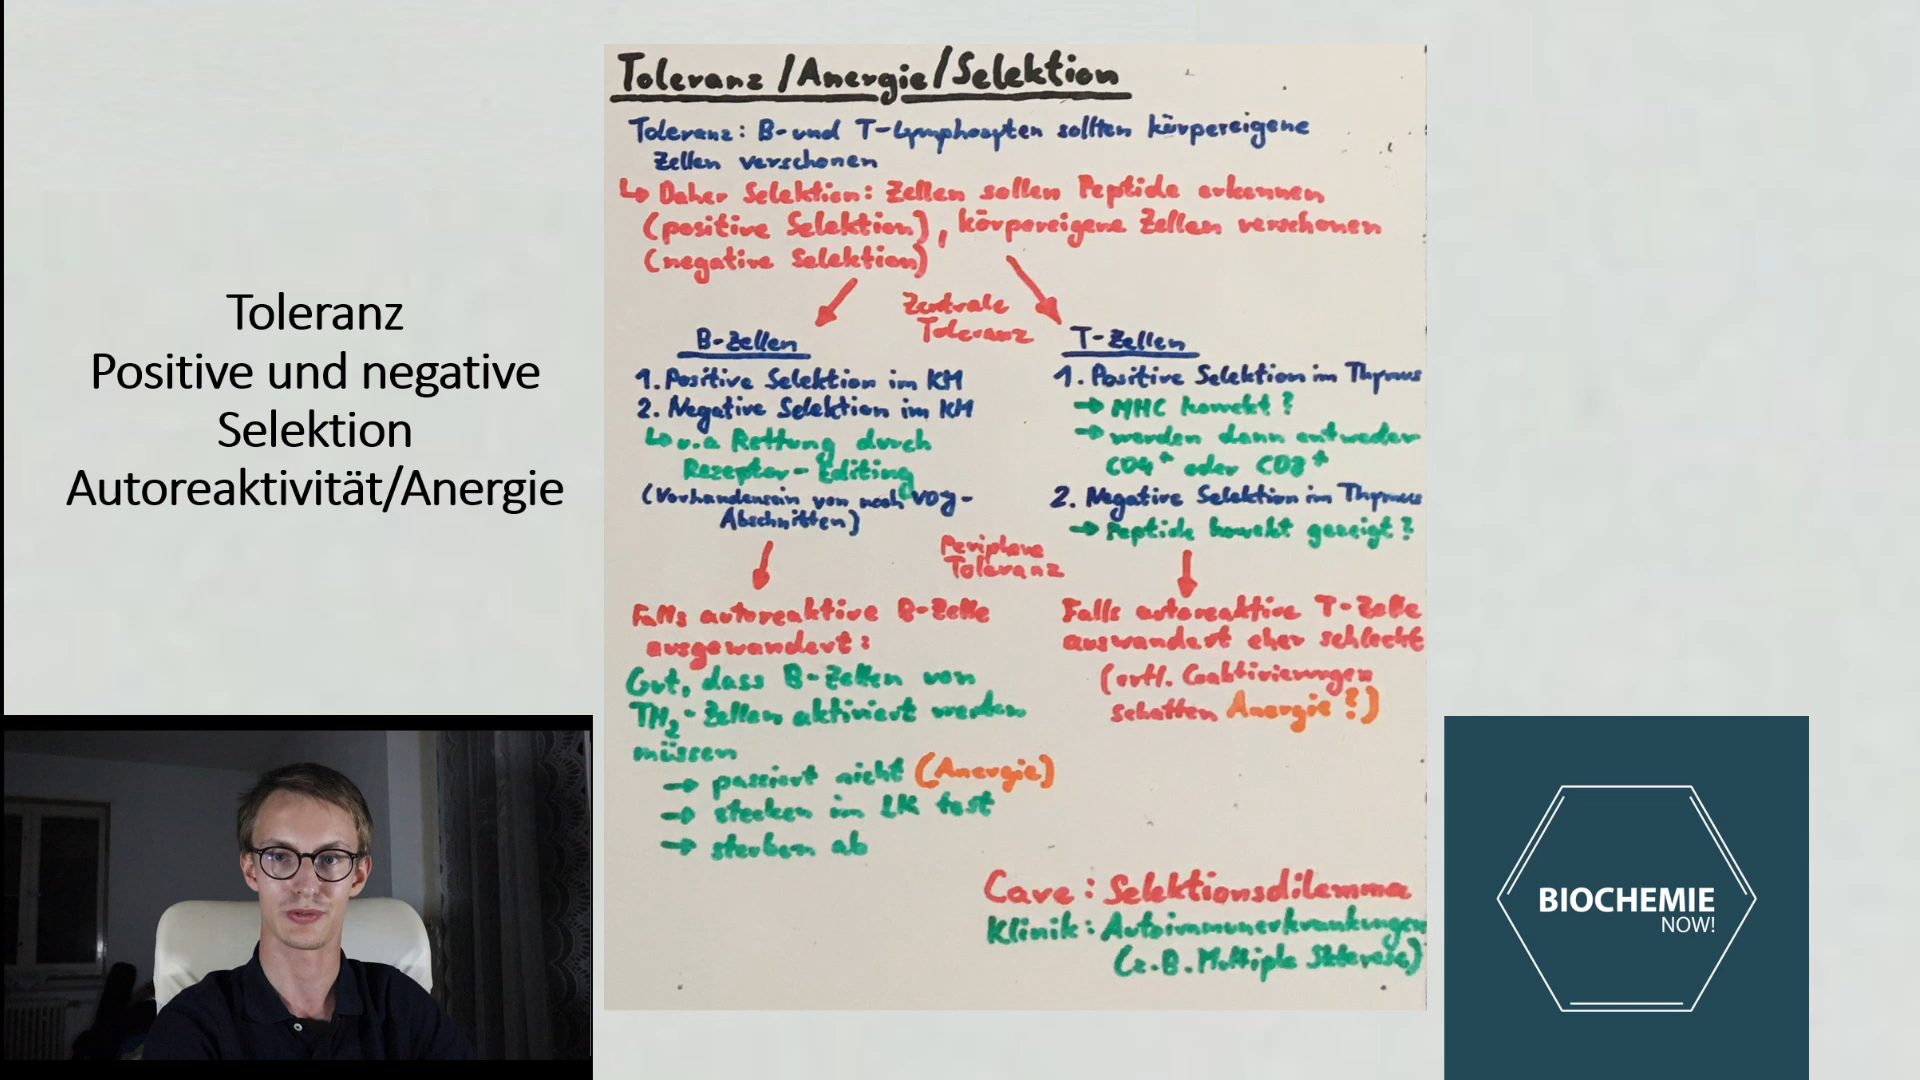 Toleranz
Positive und negative
Selektion
Autoreaktivität/Anergie
Toleranz/Anergie/Selektion
Toleranz: B- und T-Lymphozyten sollten körpereigene
Zellen verschonen
↳ Daher Selektion: Zellen sollen Peptide erkennen
(positive Selektion), körpereigene Zellen verschonen
(negative Selektion)
Zentrale
Toleranz
B-Zellen
1. Positive Selektion im KM
2. Negative Selektion im KM
↳ u.a Rettung durch
Rezeptor-Editing
(Vorhandensein von noch VDJ-
Abschnitten)
T-Zellen
1. Positive Selektion im Thymus
→ MHC korrekt?
→ werden dann entweder
CD4+ oder CD8+
2. Negative Selektion im Thymus
→ Peptide korrekt gezeigt?
Periphere
Toleranz
Falls autoreaktive B-Zelle
ausgewandert:
Gut, dass B-Zellen von
TH2-Zellen aktiviert werden
müssen
→ passiert nicht (Anergie)
→ stecken im LK fest
→ sterben ab
Falls autoreaktive T-Zelle
auswandert eher schlecht
(evtl. Coaktivierungen
schaffen Anergie?)
Cave: Selektionsdilemma
Klinik: Autoimmunerkrankungen
(z.B. Multiple Sklerose)
BIOCHEMIE
NOW!